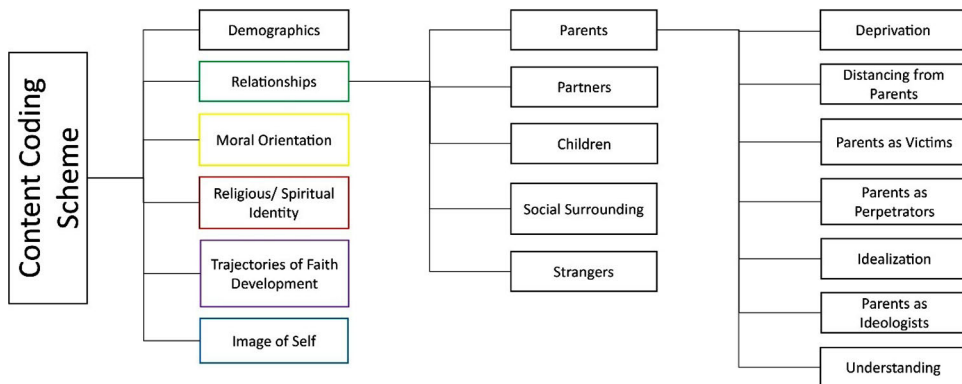 Content Coding
Scheme
Demographics
Relationships
Moral Orientation
Religious/ Spiritual
Identity
Trajectories of Faith
Development
Image of Self
Parents
Partners
Children
Social Surrounding
Strangers
Deprivation
Distancing from
Parents
Parents as Victims
Parents as
Perpetrators
Idealization
Parents as
Ideologists
Understanding